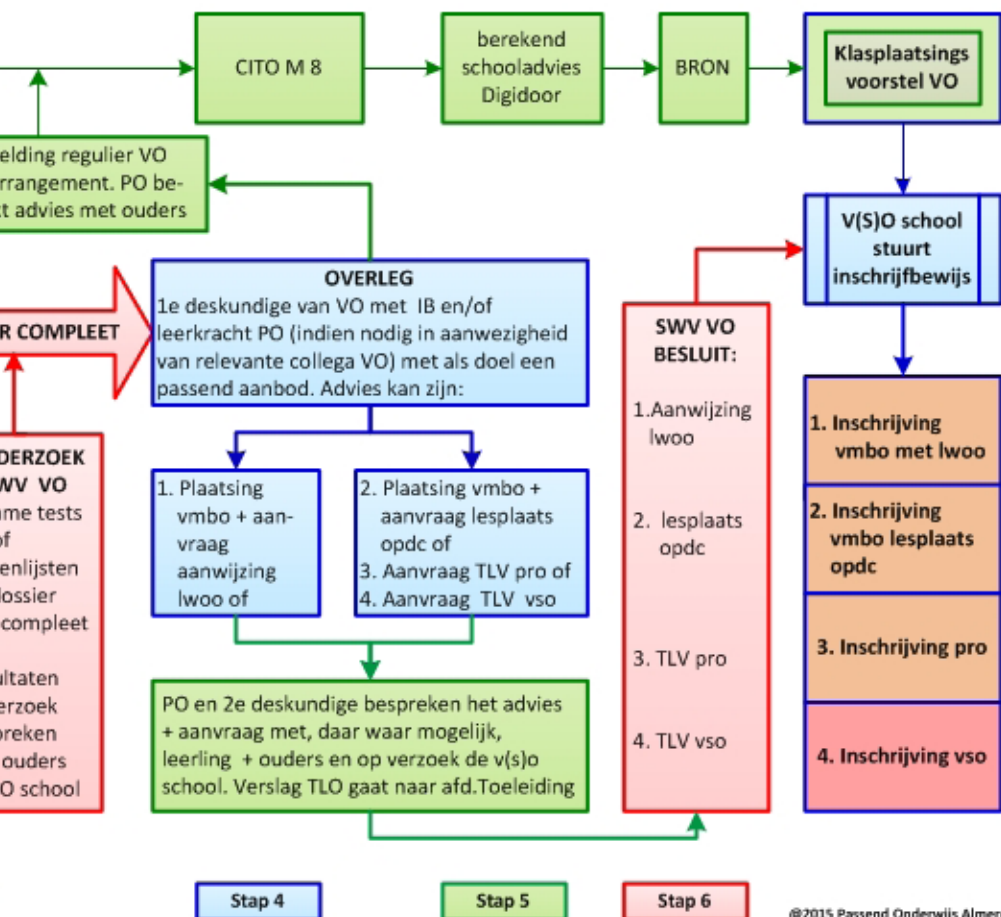 CITO M 8
berekend
schooladvies
Digidoor
BRON
Klasplaatsings
voorstel VO
elding regulier VO
rrangement. PO be-
t advies met ouders
V(S)O school
stuurt
inschrijfbewijs
R COMPLEET
OVERLEG
1e deskundige van VO met IB en/of
leerkracht PO (indien nodig in aanwezigheid
van relevante collega VO) met als doel een
passend aanbod. Advies kan zijn:
DERZOEK
WV VO
ame tests
of
enlijsten
dossier
compleet
ultaten
erzoek
reken
ouders
O school
1. Plaatsing
vmbo + aan-
vraag
aanwijzing
lwoo of
2. Plaatsing vmbo +
aanvraag lesplaats
opdc of
3. Aanvraag TLV pro of
4. Aanvraag TLV vso
PO en 2e deskundige bespreken het advies
+ aanvraag met, daar waar mogelijk,
leerling + ouders en op verzoek de v(s)o
school. Verslag TLO gaat naar afd.Toeleiding
SWV VO
BESLUIT:
1.Aanwijzing
lwoo
2. lesplaats
opdc
3. TLV pro
4. TLV vso
1. Inschrijving
vmbo met lwoo
2. Inschrijving
vmbo lesplaats
opdc
3. Inschrijving pro
4. Inschrijving vso
Stap 4
Stap 5
Stap 6
@2015 Passend Onderwijs Almer